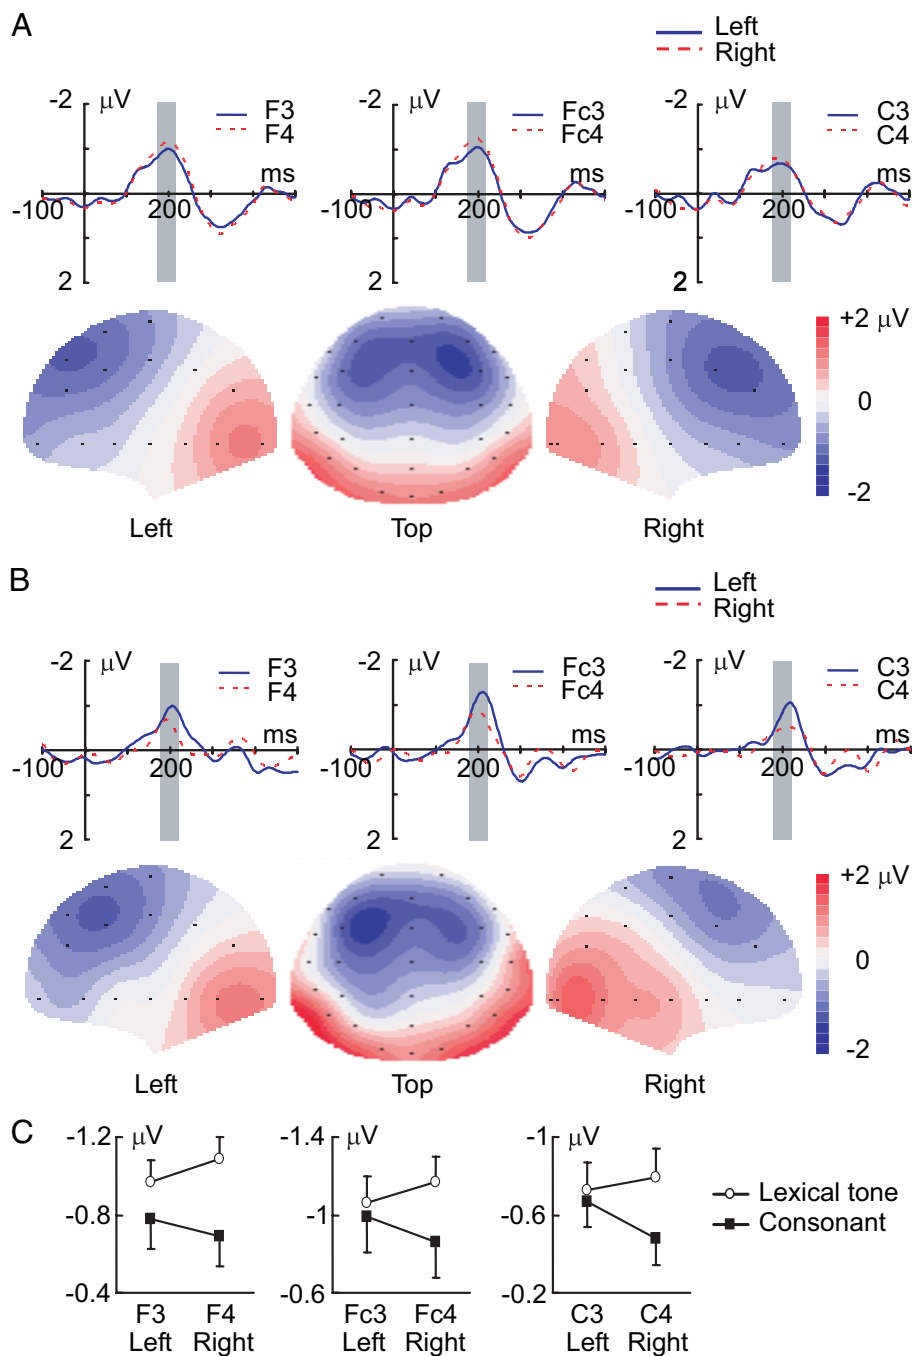 A
Left
Right
-2 μV
F3
F4
ms
-100
200
2
-2 μV
Fc3
Fc4
ms
-100
200
2
-2 μV
C3
C4
ms
-100
200
2
+2 μV
0
-2
Left
Top
Right
B
Left
Right
-2 μV
F3
F4
ms
-100
200
2
-2 μV
Fc3
Fc4
ms
-100
200
2
-2 μV
C3
C4
ms
-100
200
2
+2 μV
0
-2
Left
Top
Right
C
-1.2 μV
-0.8
-0.4
F3 F4
Left Right
-1.4 μV
-1
-0.6
Fc3 Fc4
Left Right
-1 μV
-0.6
-0.2
C3 C4
Left Right
Lexical tone
Consonant